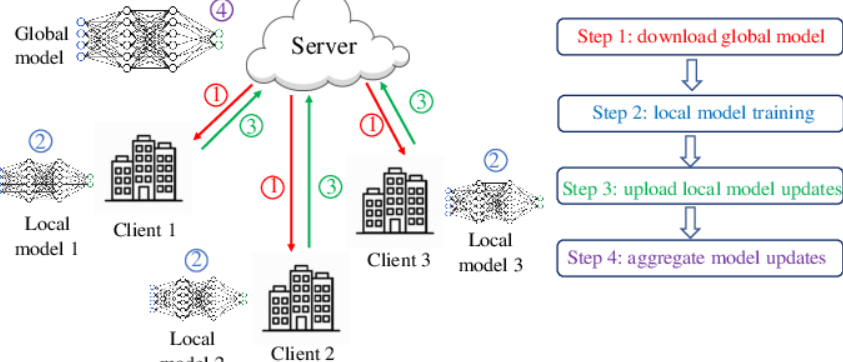 ④
Global
model
Server
①
③
①
③
①
③
②
Local
model 1
Client 1
②
Local
model 2
Client 2
②
Local
model 3
Client 3
Step 1: download global model
Step 2: local model training
Step 3: upload local model updates
Step 4: aggregate model updates